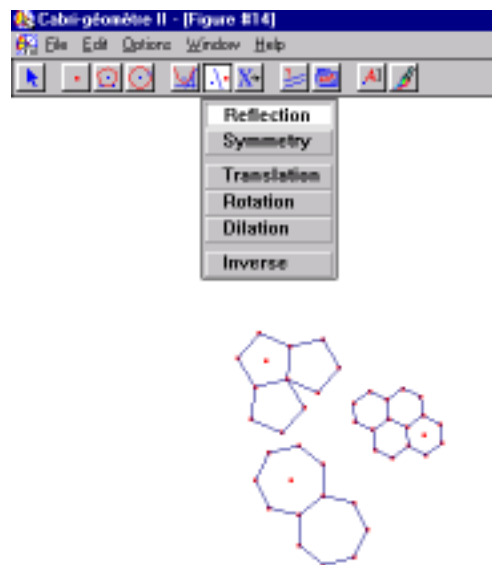 Cabri-géomètre II - [Figure #14]
File Edit Options Window Help
A
Reflection
Symmetry
Translation
Rotation
Dilation
Inverse